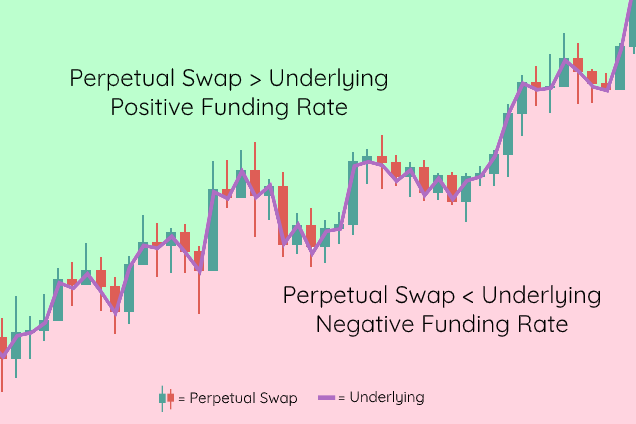 Perpetual Swap > Underlying
Positive Funding Rate
Perpetual Swap < Underlying
Negative Funding Rate
= Perpetual Swap
= Underlying